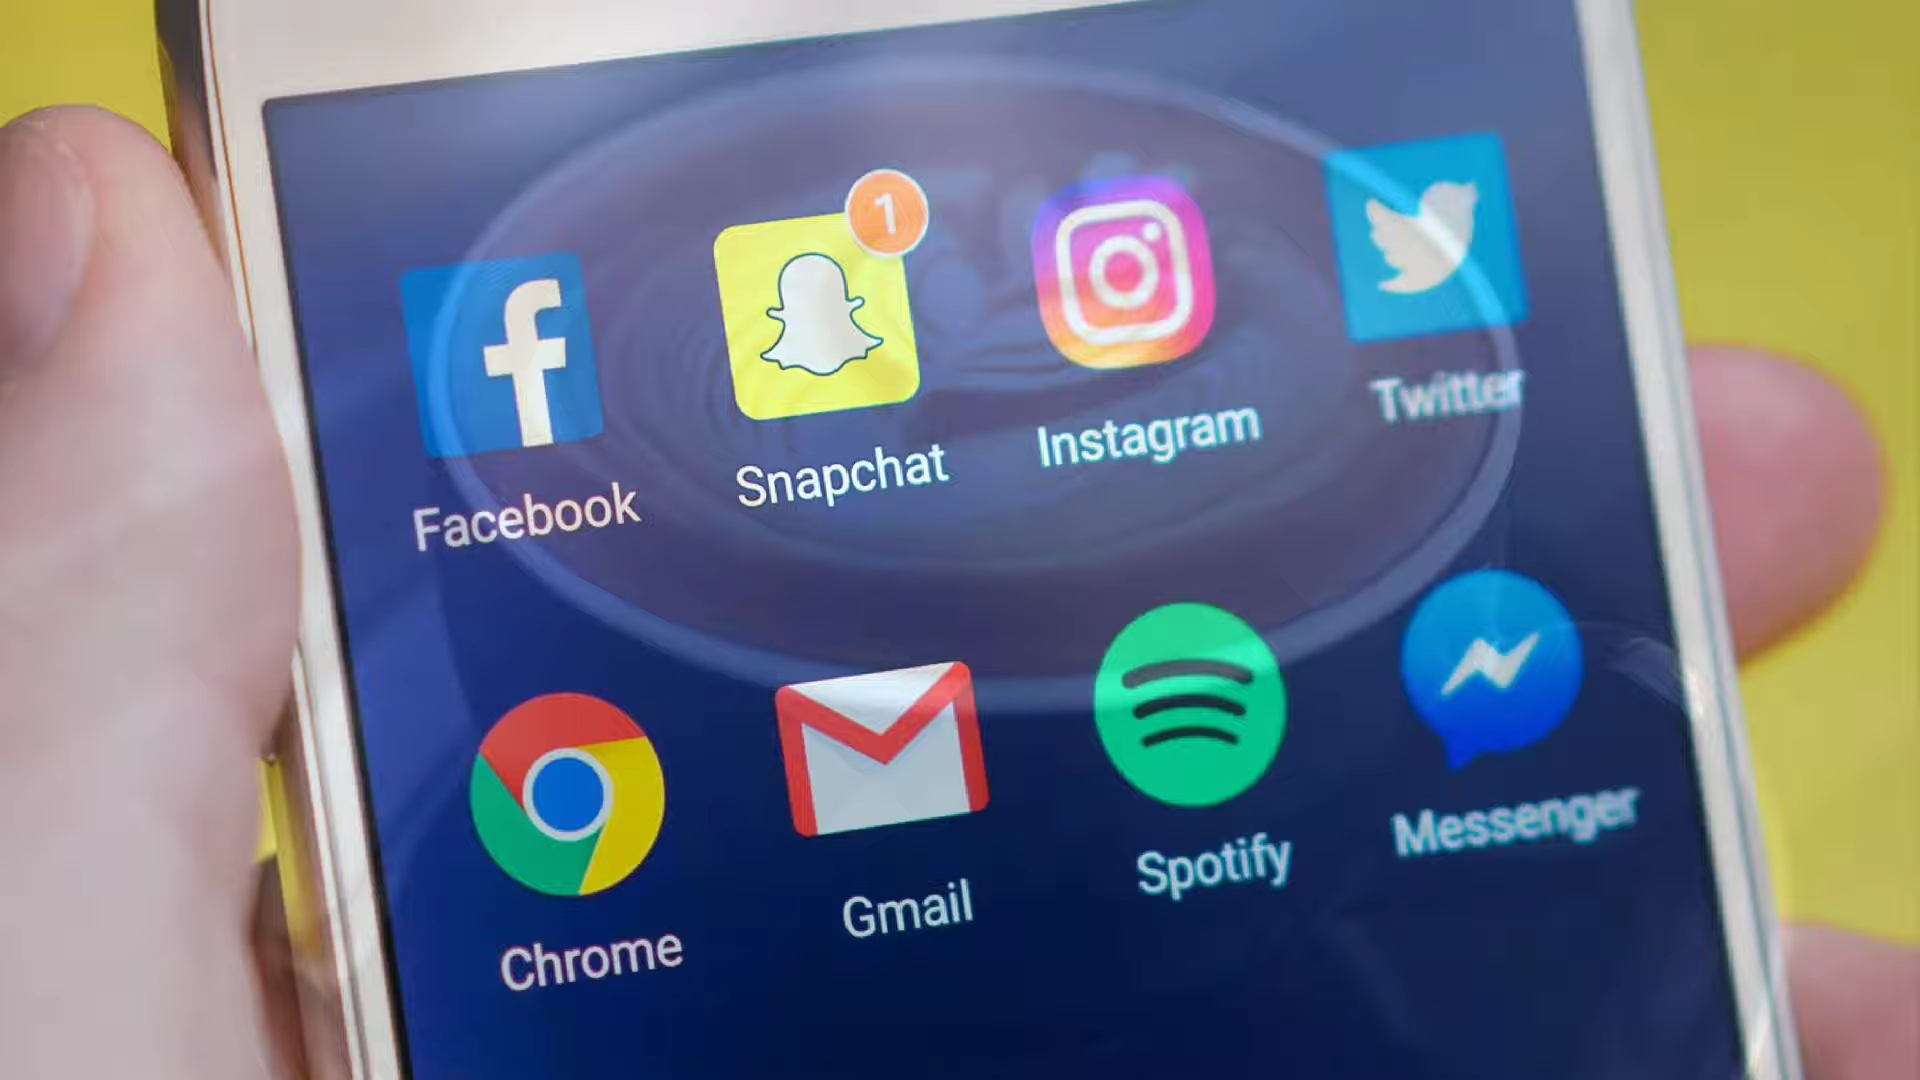 1
Facebook
Snapchat
Instagram
Twitter
Chrome
Gmail
Spotify
Messenger